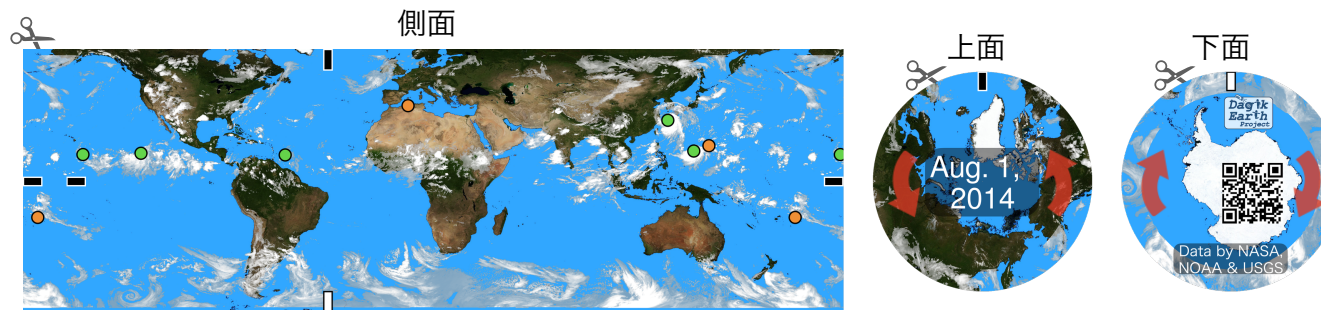 側面
上面
下面
Aug. 1,
2014
Dagik
Earth
Project
Data by NASA,
NOAA & USGS